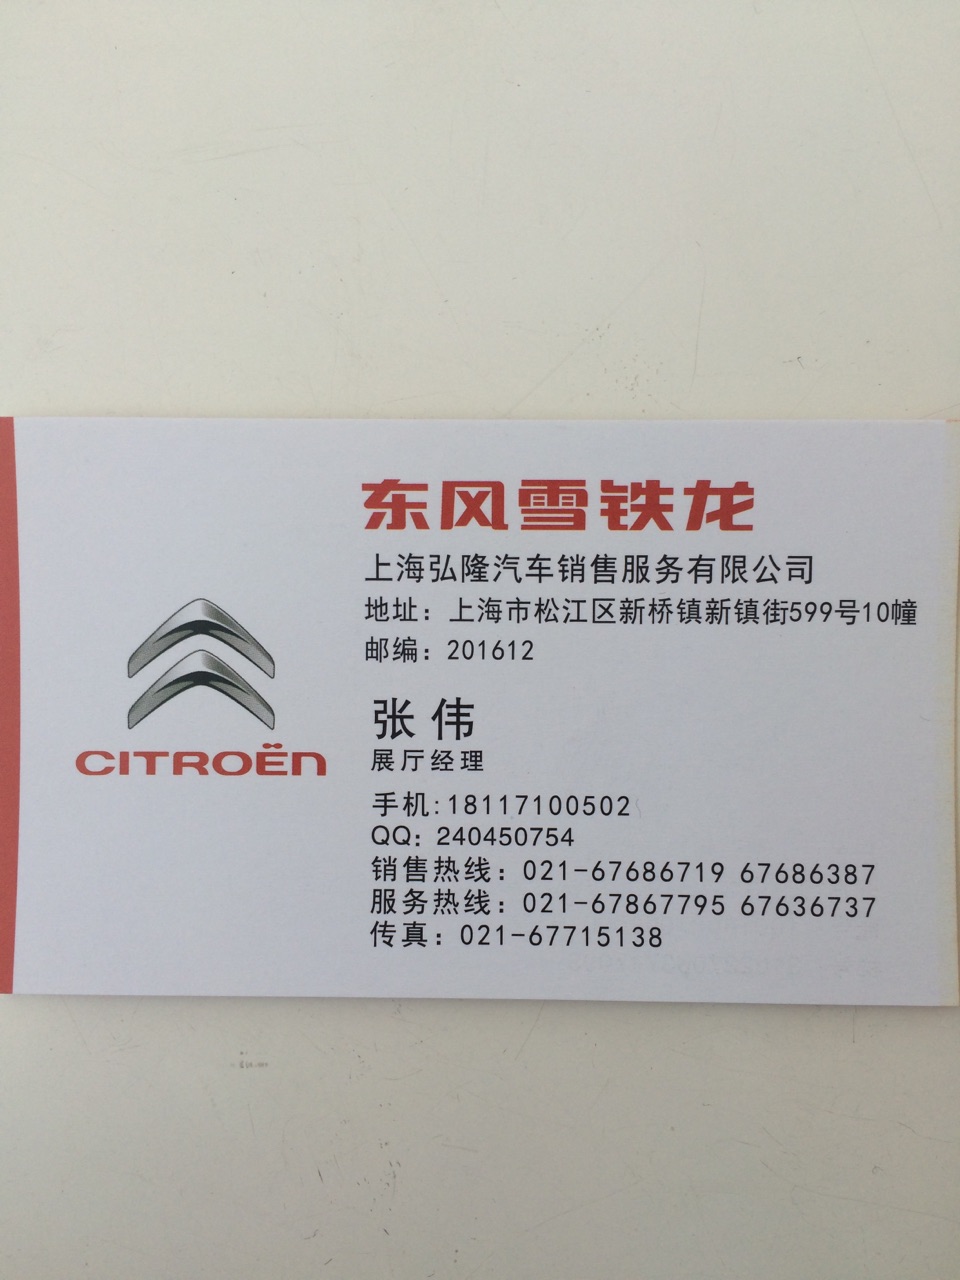 东风雪铁龙
上海弘隆汽车销售服务有限公司
地址：上海市松江区新桥镇新镇街599号10幢
邮编：201612
CITROËN
张 伟
展厅经理
手机:18117100502
QQ：240450754
销售热线：021-67686719 67686387
服务热线：021-67867795 67636737
传真：021-67715138